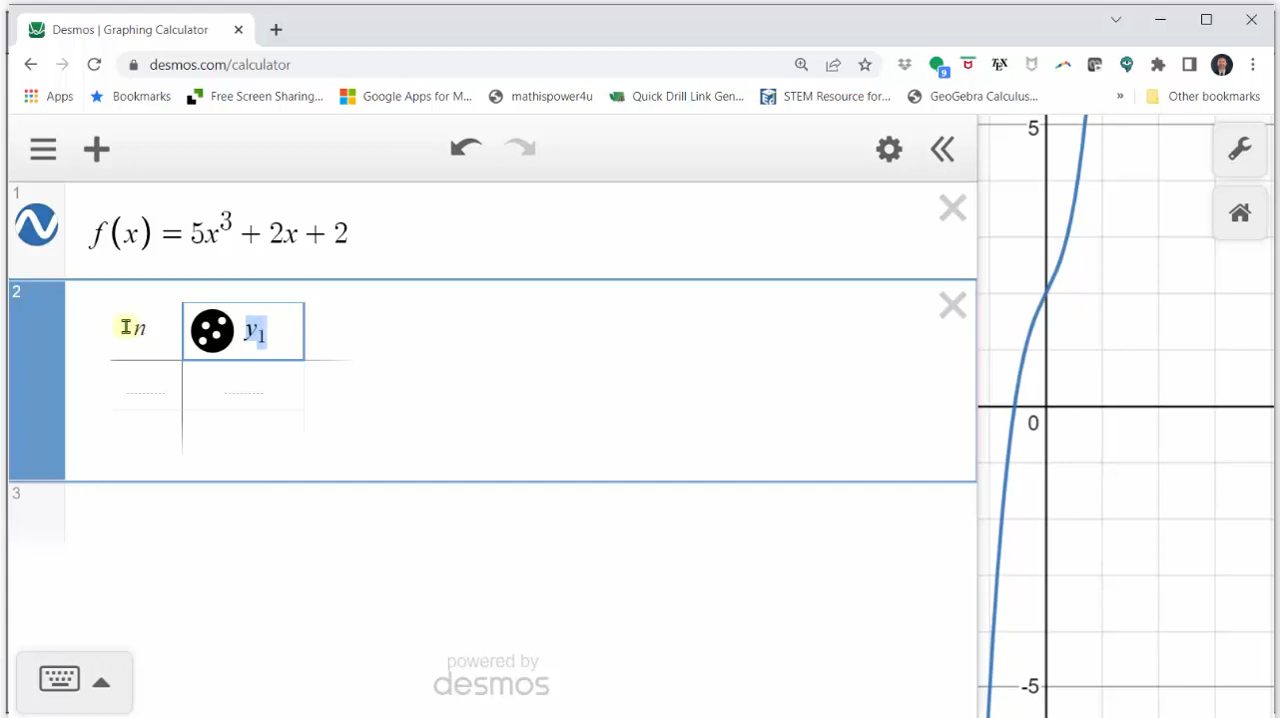 Desmos | Graphing Calculator
desmos.com/calculator
TEX
9
Apps Bookmarks Free Screen Sharing... Google Apps for M... mathispower4u Quick Drill Link Gen... STEM Resource for... GeoGebra Calculus... » Other bookmarks
1
f(x) = 5x³ + 2x + 2
2
n y₁
3
powered by
desmos
5
0
-5